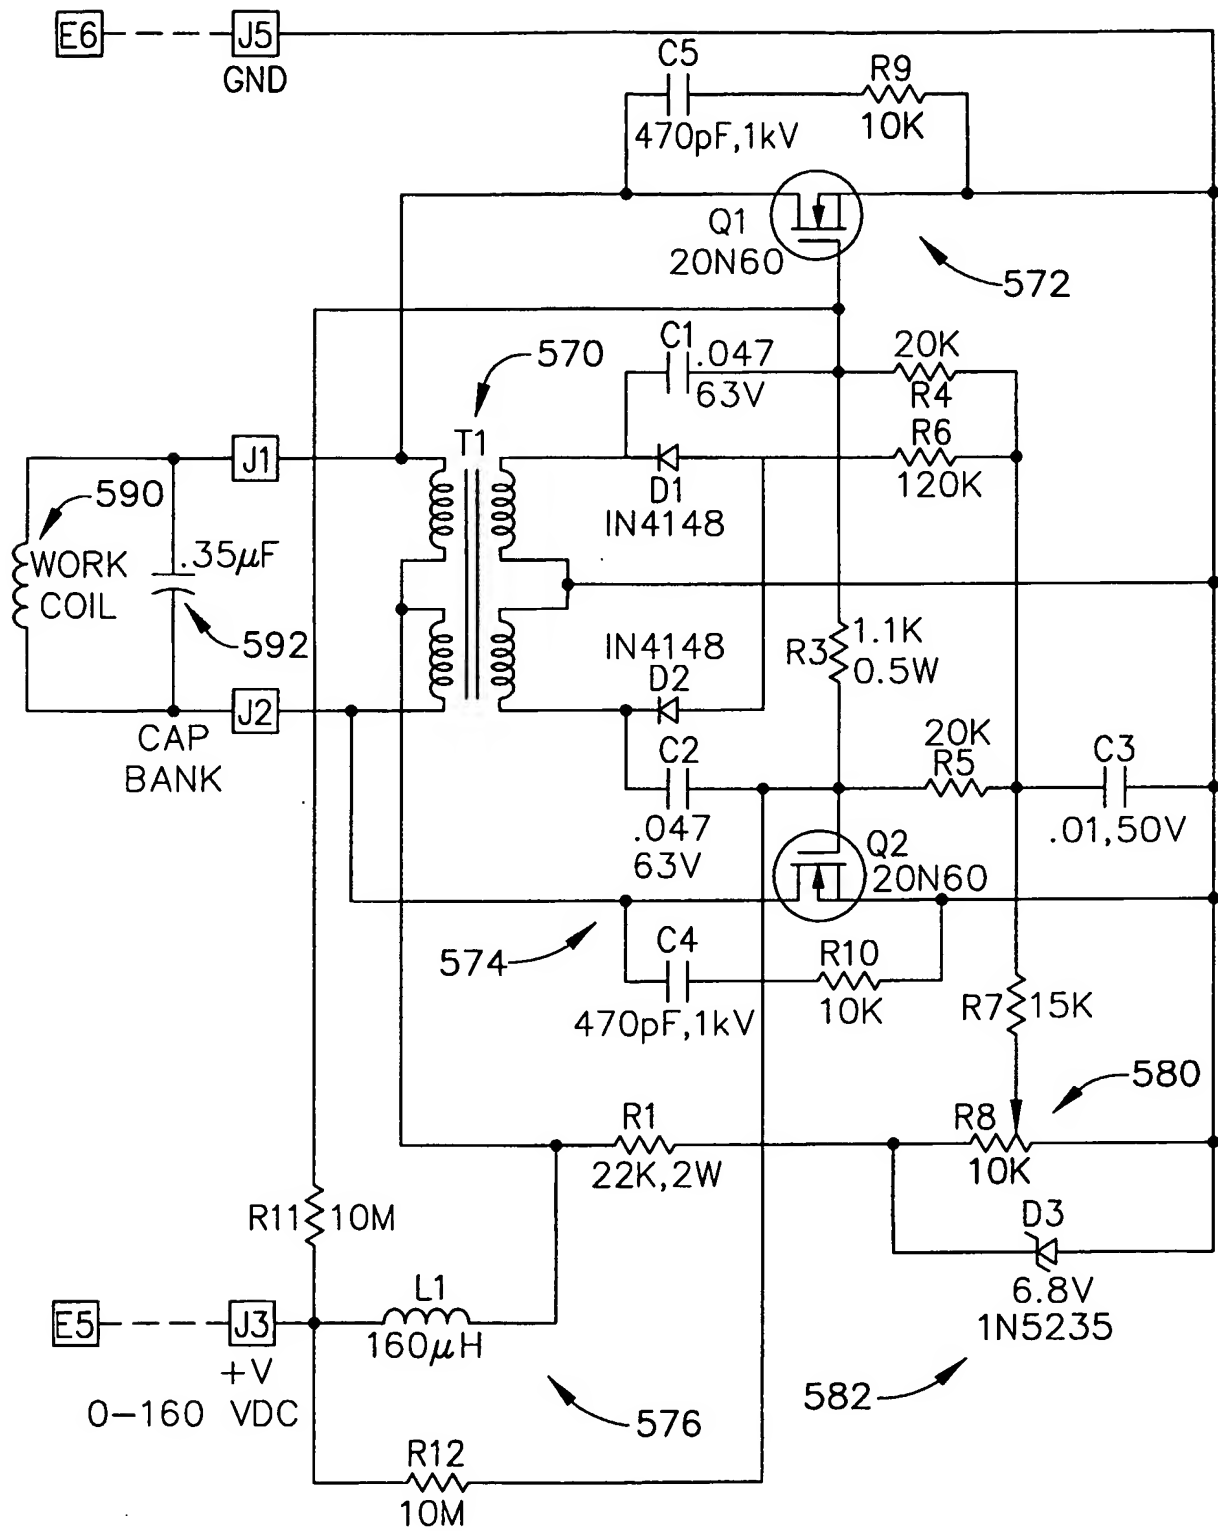 E6
J5
GND
C5
470pF,1kV
R9
10K
Q1
20N60
572
570
C1
.047
63V
20K
R4
T1
R6
120K
J1
D1
IN4148
590
WORK
COIL
.35μF
592
IN4148
D2
R3
1.1K
0.5W
J2
CAP
BANK
C2
.047
63V
20K
R5
C3
.01,50V
Q2
20N60
574
C4
470pF,1kV
R10
10K
R7
15K
580
R1
22K,2W
R8
10K
R11
10M
D3
6.8V
1N5235
E5
J3
+V
0-160 VDC
L1
160μH
582
576
R12
10M